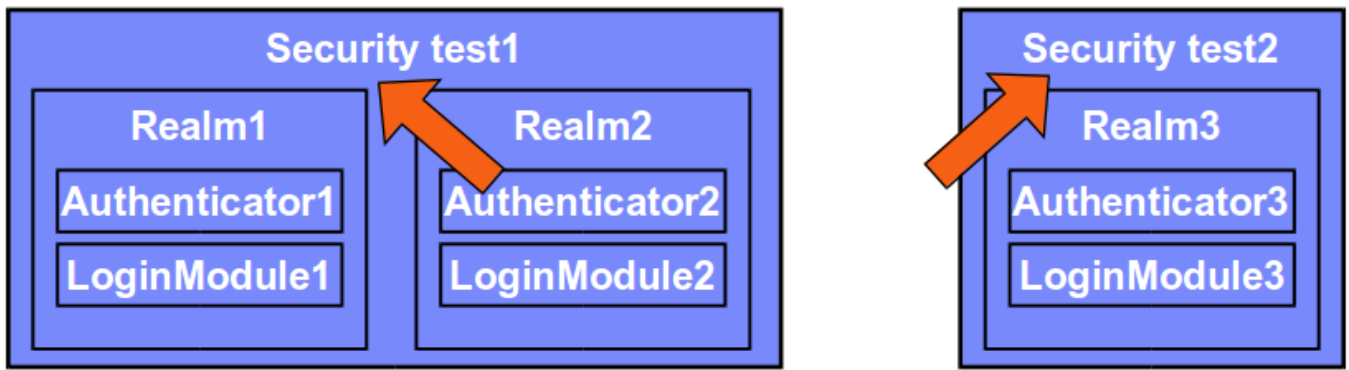 Security test1
Realm1
Authenticator1
LoginModule1
Realm2
Authenticator2
LoginModule2
Security test2
Realm3
Authenticator3
LoginModule3